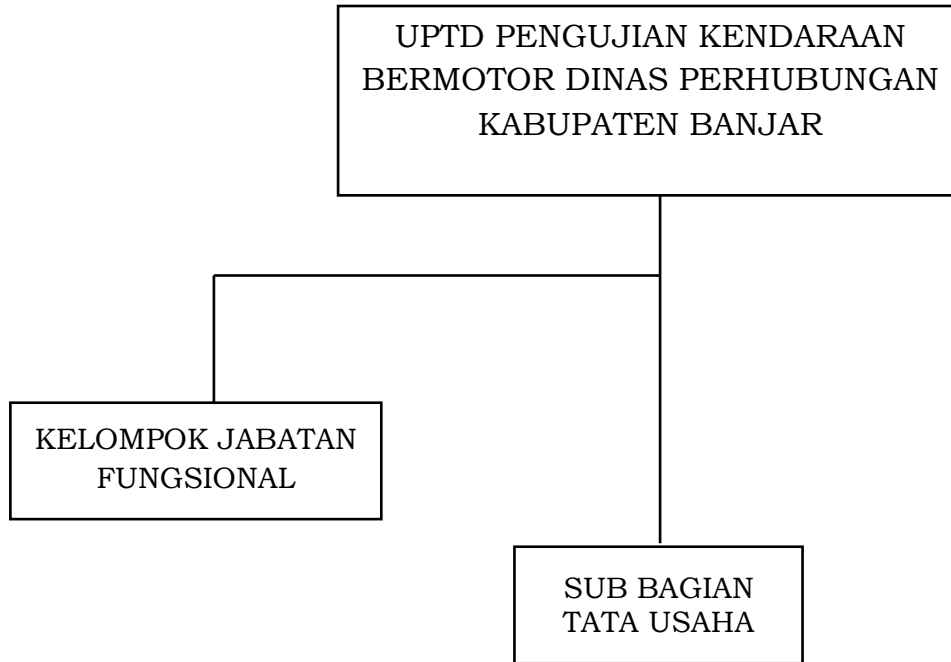 UPTD PENGUJIAN KENDARAAN
BERMOTOR DINAS PERHUBUNGAN
KABUPATEN BANJAR
KELOMPOK JABATAN
FUNGSIONAL
SUB BAGIAN
TATA USAHA